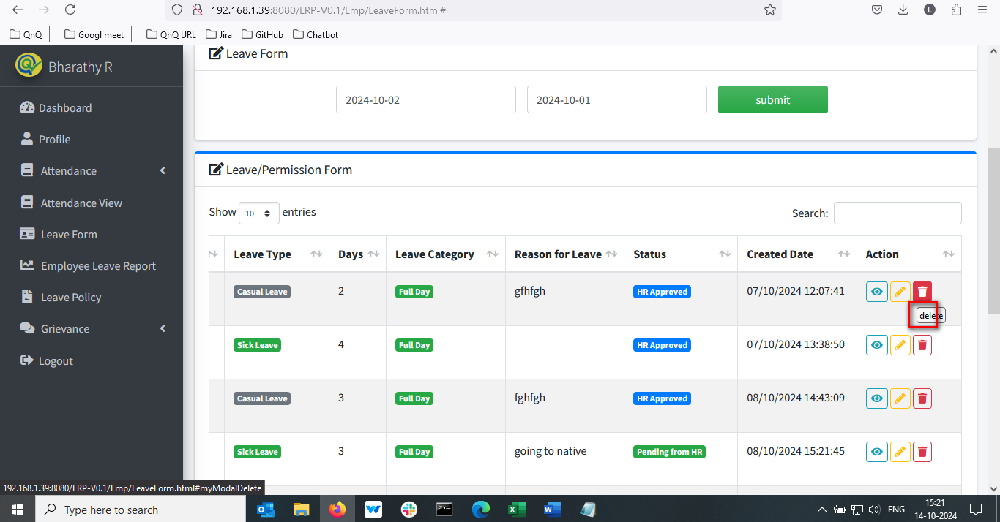 192.168.1.39:8080/ERP-V0.1/Emp/LeaveForm.html#
L
QnQ Googl meet QnQ URL Jira GitHub Chatbot
Bharathy R
Dashboard
Profile
Attendance
Attendance View
Leave Form
Employee Leave Report
Leave Policy
Grievance
Logout
Leave Form
2024-10-02 2024-10-01 submit
Leave/Permission Form
Show 10 entries Search:
Leave Type Days Leave Category Reason for Leave Status Created Date Action
Casual Leave 2 Full Day gfhfgh HR Approved 07/10/2024 12:07:41
delete
Sick Leave 4 Full Day HR Approved 07/10/2024 13:38:50
Casual Leave 3 Full Day fghfgh HR Approved 08/10/2024 14:43:09
Sick Leave 3 Full Day going to native Pending from HR 08/10/2024 15:21:45
192.168.1.39:8080/ERP-V0.1/Emp/LeaveForm.html#myModalDelete
Type here to search
ENG
15:21
14-10-2024